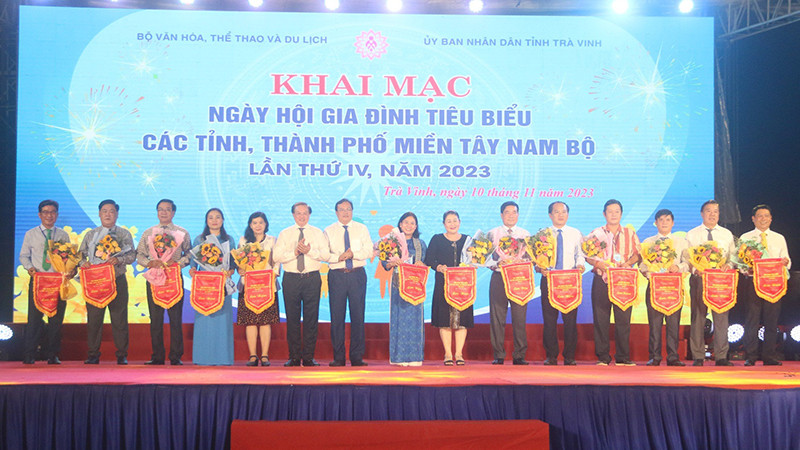 BỘ VĂN HÓA, THỂ THAO VÀ DU LỊCH
ỦY BAN NHÂN DÂN TỈNH TRÀ VINH
KHAI MẠC
NGÀY HỘI GIA ĐÌNH TIÊU BIỂU
CÁC TỈNH, THÀNH PHỐ MIỀN TÂY NAM BỘ
LẦN THỨ IV, NĂM 2023
Trà Vinh, ngày 10 tháng 11 năm 2023